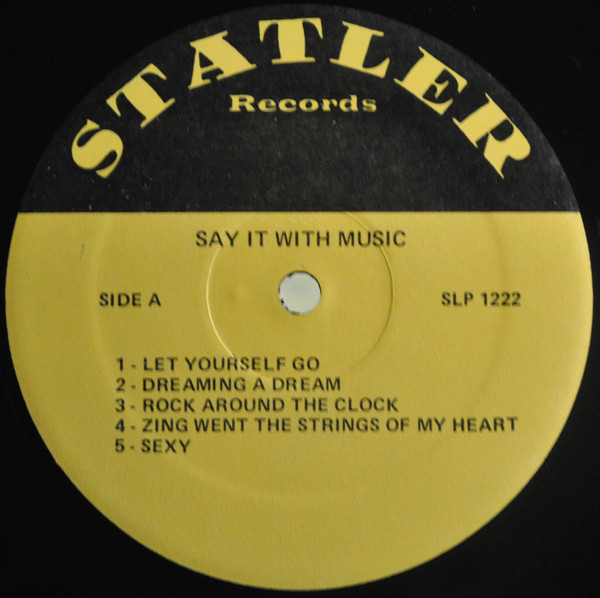 STATLER
Records
SAY IT WITH MUSIC
SIDE A
SLP 1222
1 - LET YOURSELF GO
2 - DREAMING A DREAM
3 - ROCK AROUND THE CLOCK
4 - ZING WENT THE STRINGS OF MY HEART
5 - SEXY